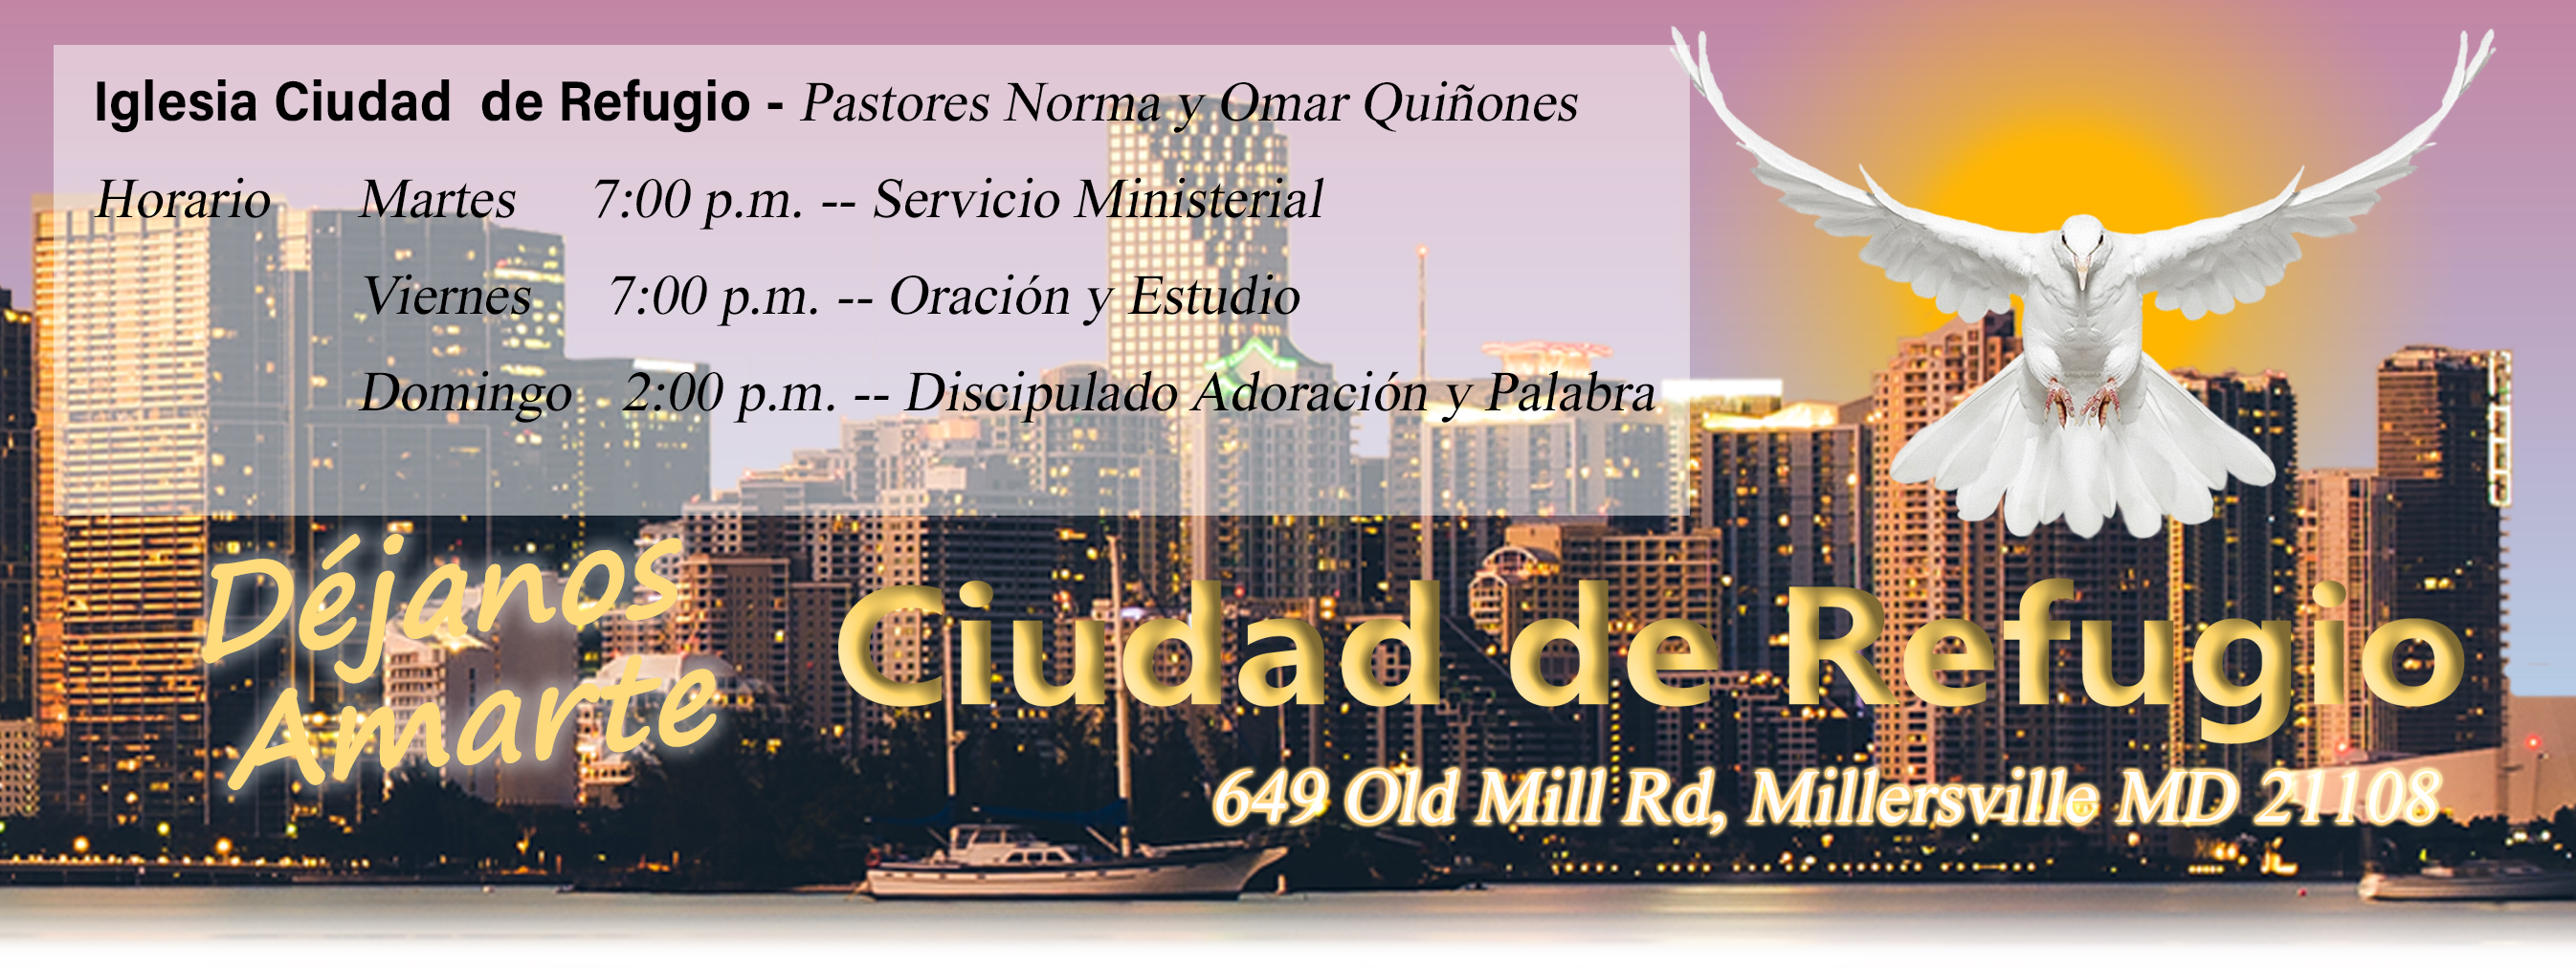 Iglesia Ciudad de Refugio - Pastores Norma y Omar Quiñones
Horario Martes 7:00 p.m. -- Servicio Ministerial
Viernes 7:00 p.m. -- Oración y Estudio
Domingo 2:00 p.m. -- Discipulado Adoración y Palabra
Déjanos
Amarte
Ciudad de Refugio
649 Old Mill Rd, Millersville MD 21108